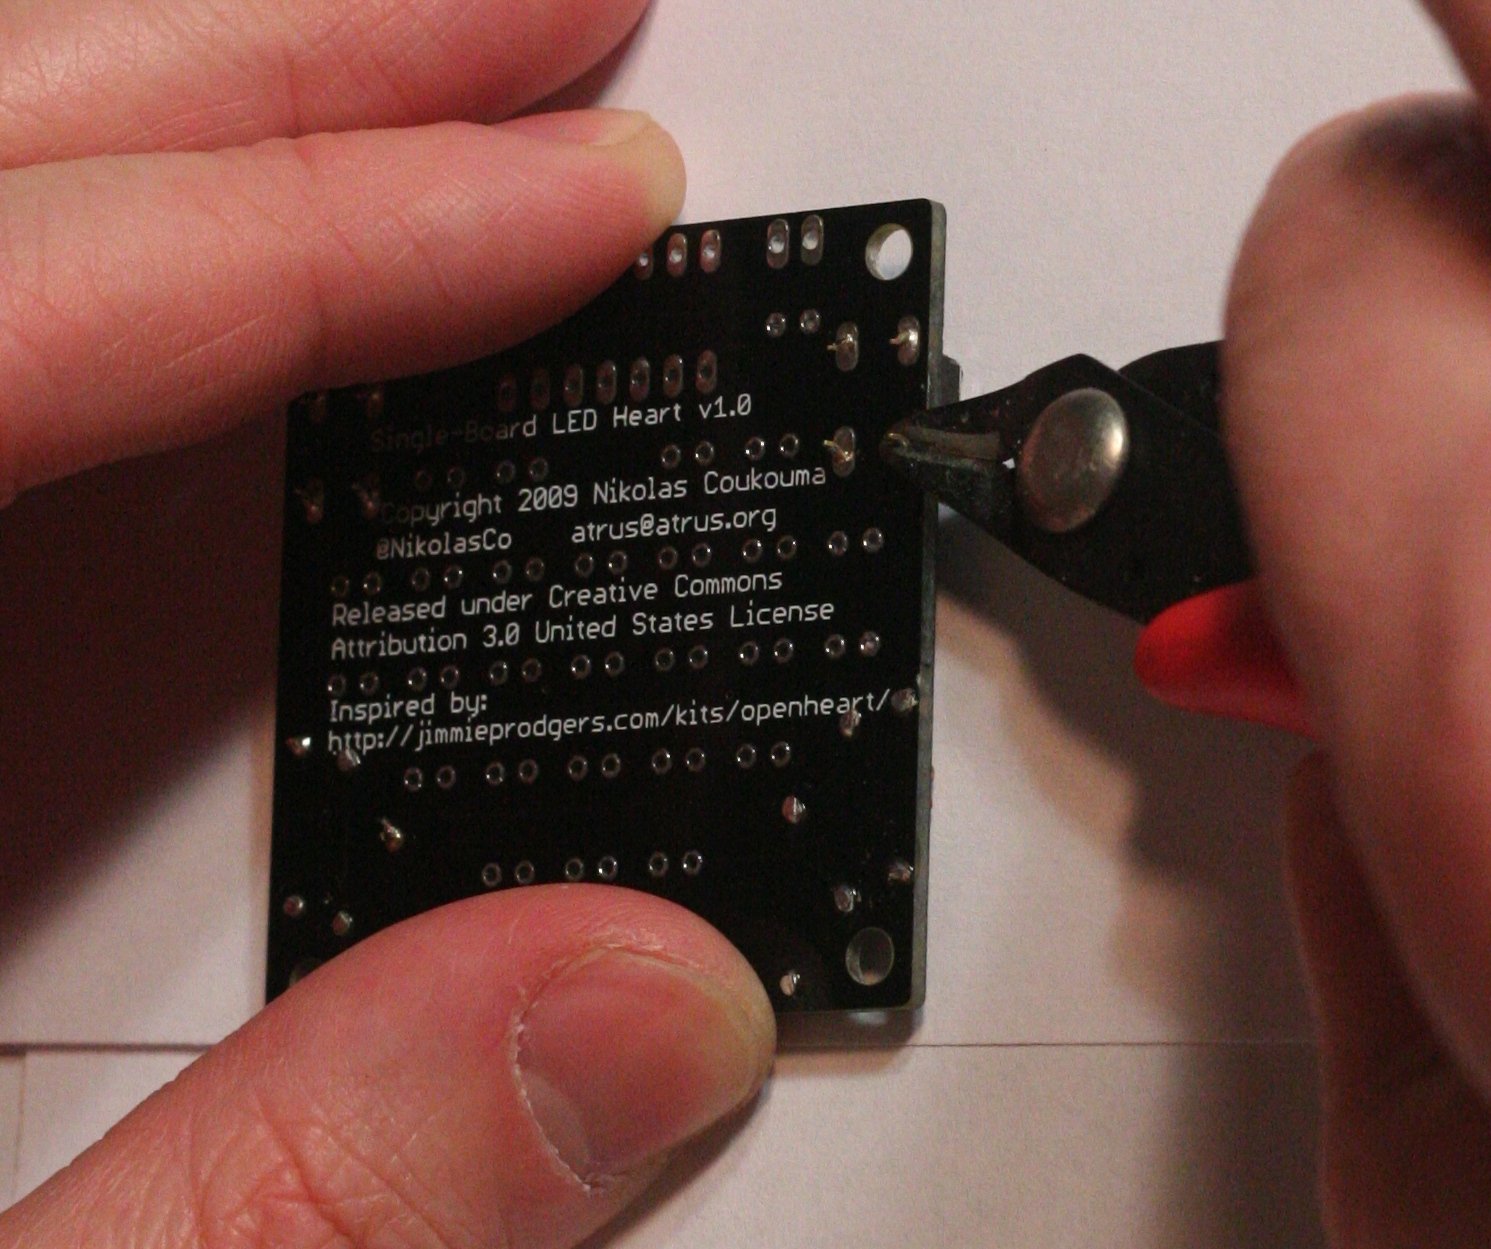 Single-Board LED Heart v1.0
Copyright 2009 Nikolas Coukouma
@NikolasCo atrus@atrus.org
Released under Creative Commons
Attribution 3.0 United States License
Inspired by:
http://jimmieprodgers.com/kits/openheart/